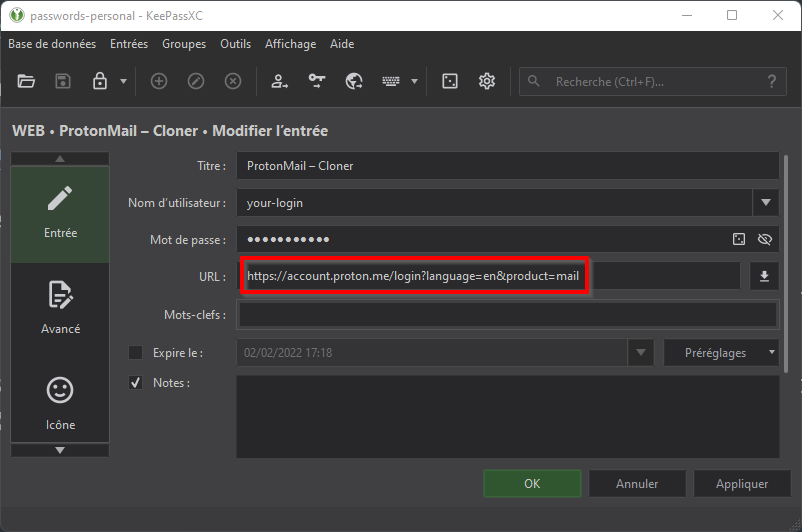 passwords-personal - KeePassXC
Base de données Entrées Groupes Outils Affichage Aide
Recherche (Ctrl+F)... ?
WEB • ProtonMail – Cloner • Modifier l'entrée
Titre : ProtonMail – Cloner
Nom d'utilisateur : your-login
Entrée
Mot de passe : ●●●●●●●●●●●
URL : https://account.proton.me/login?language=en&product=mail
Avancé
Mots-clefs :
Expire le : 02/02/2022 17:18 Préréglages
Notes :
Icône
OK Annuler Appliquer